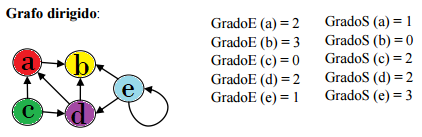 Grafo dirigido:
a
b
c
d
e
GradoE (a) = 2
GradoE (b) = 3
GradoE (c) = 0
GradoE (d) = 2
GradoE (e) = 1
GradoS (a) = 1
GradoS (b) = 0
GradoS (c) = 2
GradoS (d) = 2
GradoS (e) = 3